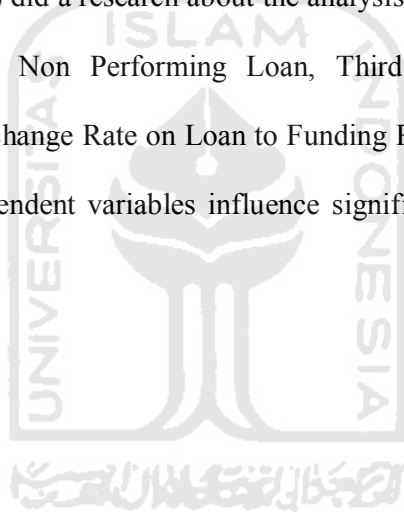 ) did a research about the analysis
Non Performing Loan, Third
change Rate on Loan to Funding
endent variables influence signifi
ISLAM
UNIVERSITAS
INDONESIA